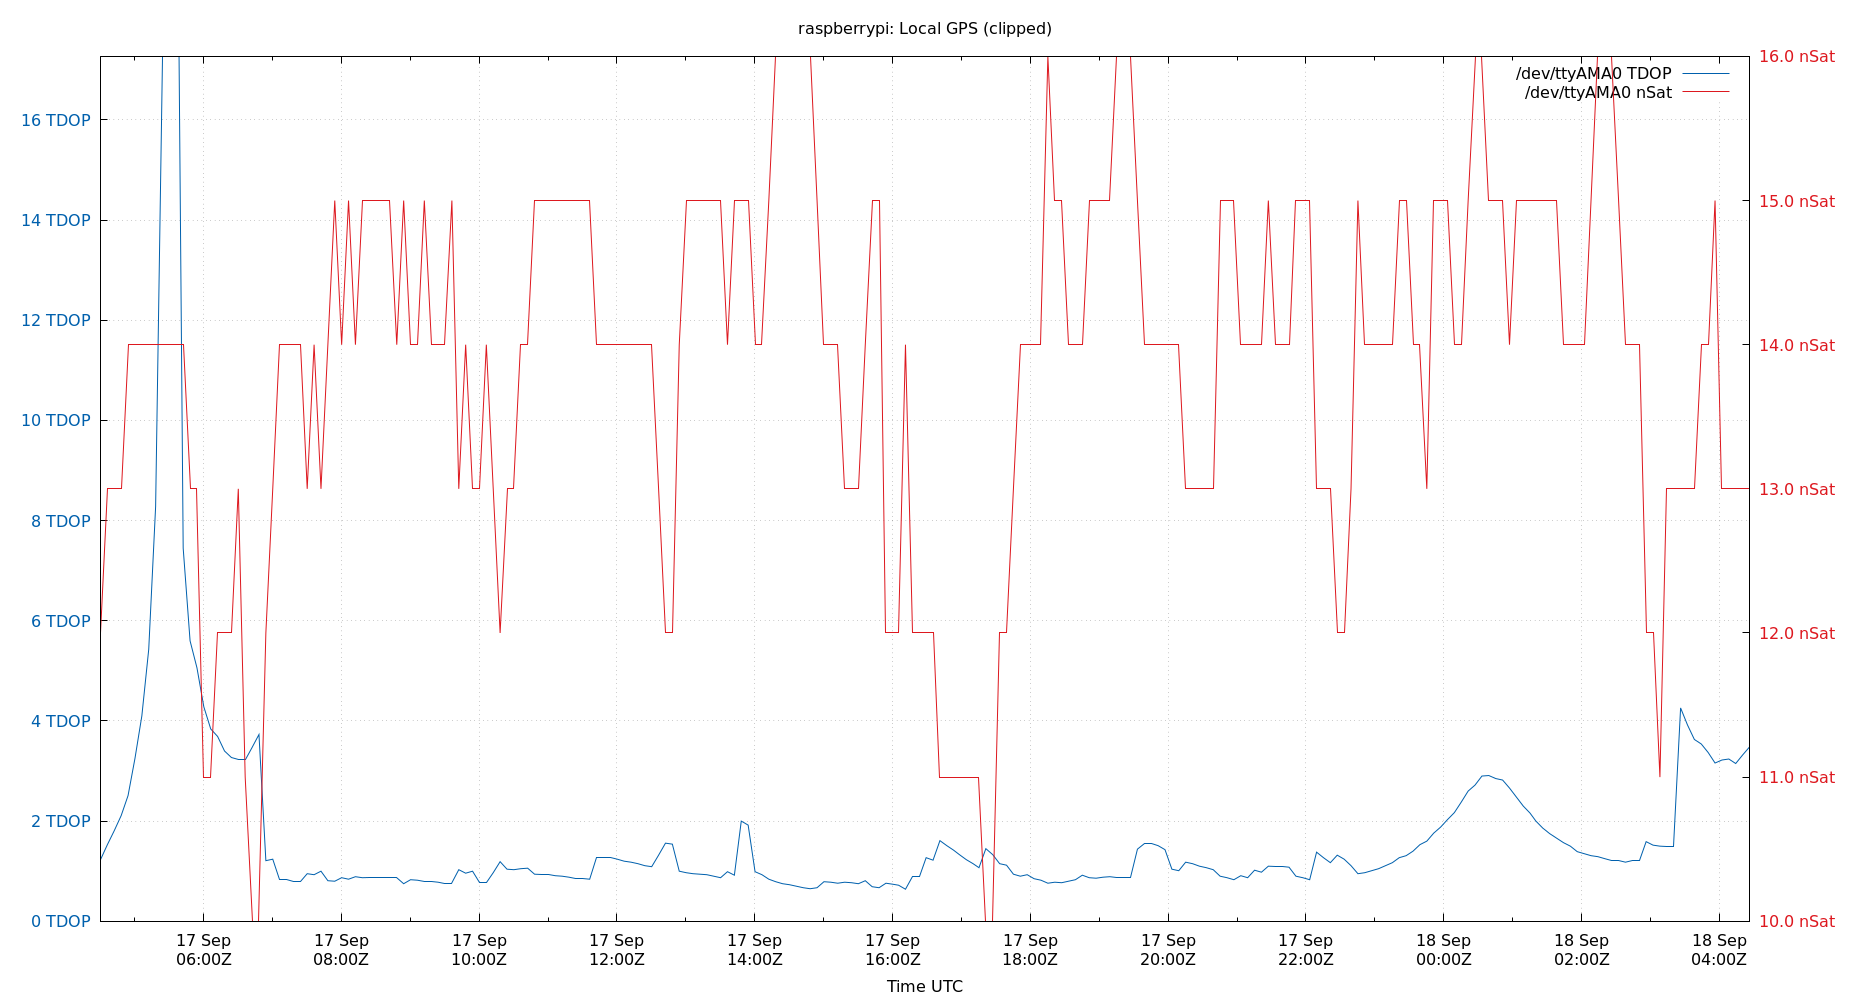 raspberrypi: Local GPS (clipped)
/dev/ttyAMA0 TDOP
/dev/ttyAMA0 nSat
16 TDOP
14 TDOP
12 TDOP
10 TDOP
8 TDOP
6 TDOP
4 TDOP
2 TDOP
0 TDOP
16.0 nSat
15.0 nSat
14.0 nSat
13.0 nSat
12.0 nSat
11.0 nSat
10.0 nSat
17 Sep
06:00Z
17 Sep
08:00Z
17 Sep
10:00Z
17 Sep
12:00Z
17 Sep
14:00Z
17 Sep
16:00Z
17 Sep
18:00Z
17 Sep
20:00Z
17 Sep
22:00Z
18 Sep
00:00Z
18 Sep
02:00Z
18 Sep
04:00Z
Time UTC